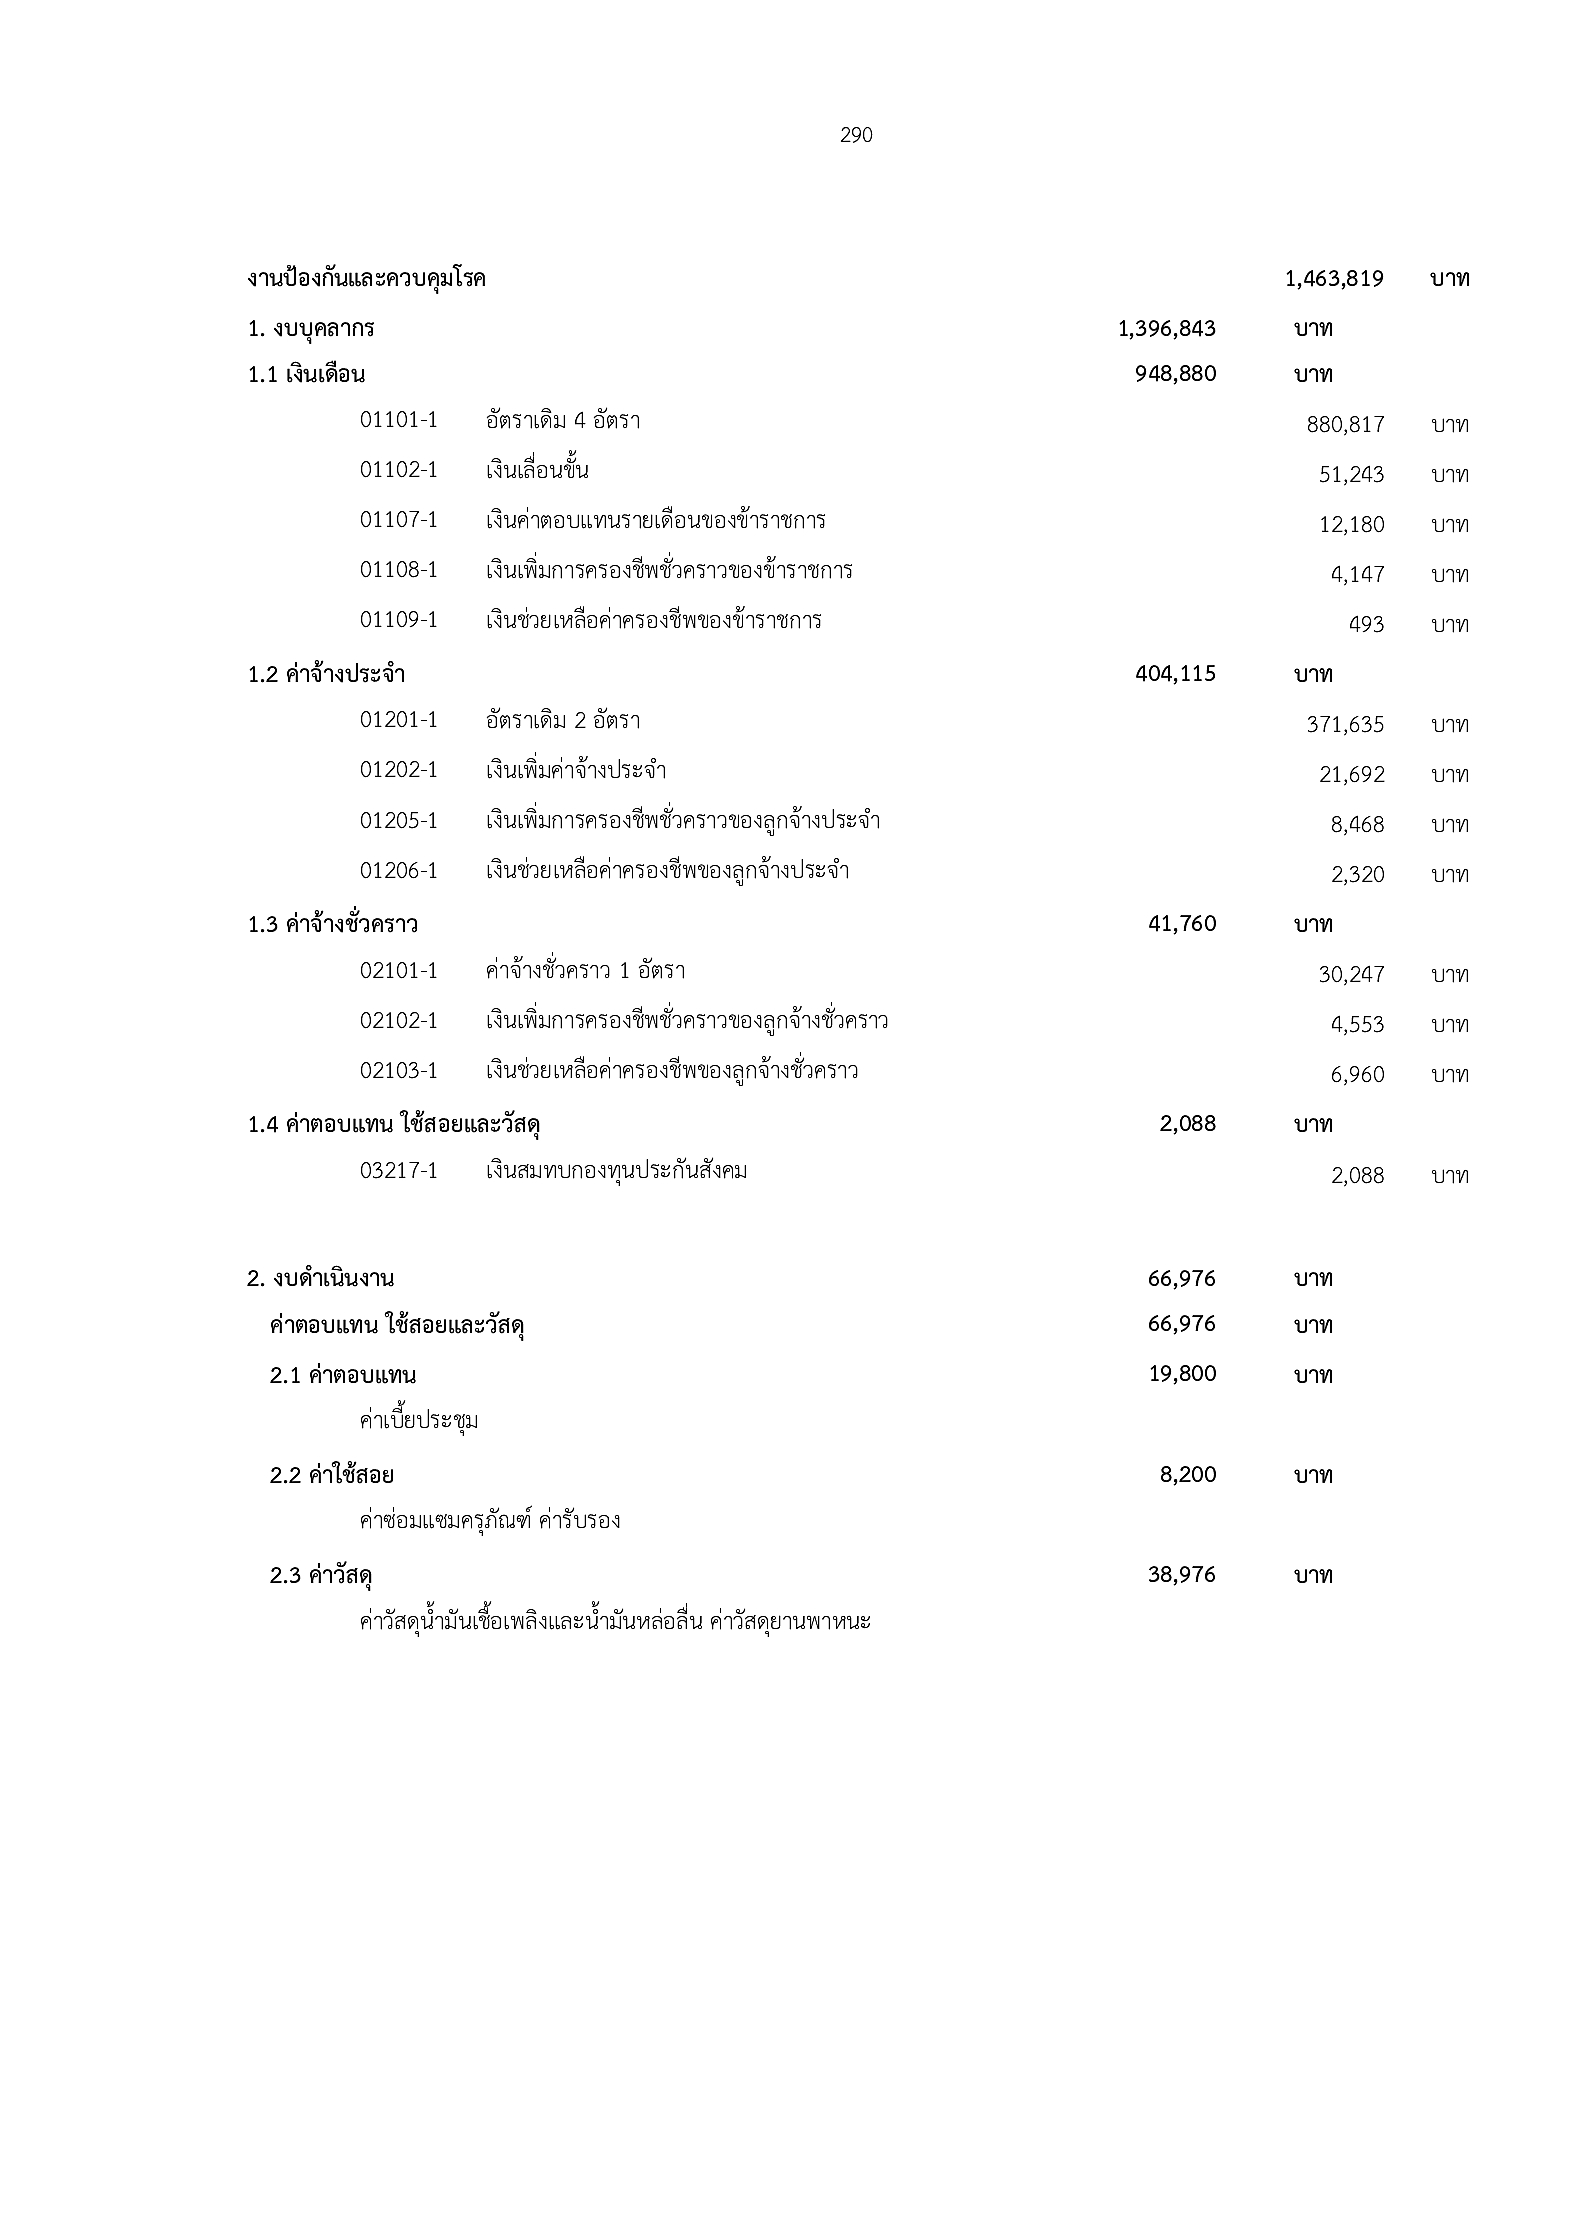 290
งานป้องกันและควบคุมโรค 1,463,819 บาท
1. งบบุคลากร 1,396,843 บาท
1.1 เงินเดือน 948,880 บาท
01101-1 อัตราเดิม 4 อัตรา 880,817 บาท
01102-1 เงินเลื่อนขั้น 51,243 บาท
01107-1 เงินค่าตอบแทนรายเดือนของข้าราชการ 12,180 บาท
01108-1 เงินเพิ่มการครองชีพชั่วคราวของข้าราชการ 4,147 บาท
01109-1 เงินช่วยเหลือค่าครองชีพของข้าราชการ 493 บาท
1.2 ค่าจ้างประจำ 404,115 บาท
01201-1 อัตราเดิม 2 อัตรา 371,635 บาท
01202-1 เงินเพิ่มค่าจ้างประจำ 21,692 บาท
01205-1 เงินเพิ่มการครองชีพชั่วคราวของลูกจ้างประจำ 8,468 บาท
01206-1 เงินช่วยเหลือค่าครองชีพของลูกจ้างประจำ 2,320 บาท
1.3 ค่าจ้างชั่วคราว 41,760 บาท
02101-1 ค่าจ้างชั่วคราว 1 อัตรา 30,247 บาท
02102-1 เงินเพิ่มการครองชีพชั่วคราวของลูกจ้างชั่วคราว 4,553 บาท
02103-1 เงินช่วยเหลือค่าครองชีพของลูกจ้างชั่วคราว 6,960 บาท
1.4 ค่าตอบแทน ใช้สอยและวัสดุ 2,088 บาท
03217-1 เงินสมทบกองทุนประกันสังคม 2,088 บาท
2. งบดำเนินงาน 66,976 บาท
ค่าตอบแทน ใช้สอยและวัสดุ 66,976 บาท
2.1 ค่าตอบแทน 19,800 บาท
ค่าเบี้ยประชุม
2.2 ค่าใช้สอย 8,200 บาท
ค่าซ่อมแซมครุภัณฑ์ ค่ารับรอง
2.3 ค่าวัสดุ 38,976 บาท
ค่าวัสดุน้ำมันเชื้อเพลิงและน้ำมันหล่อลื่น ค่าวัสดุยานพาหนะ